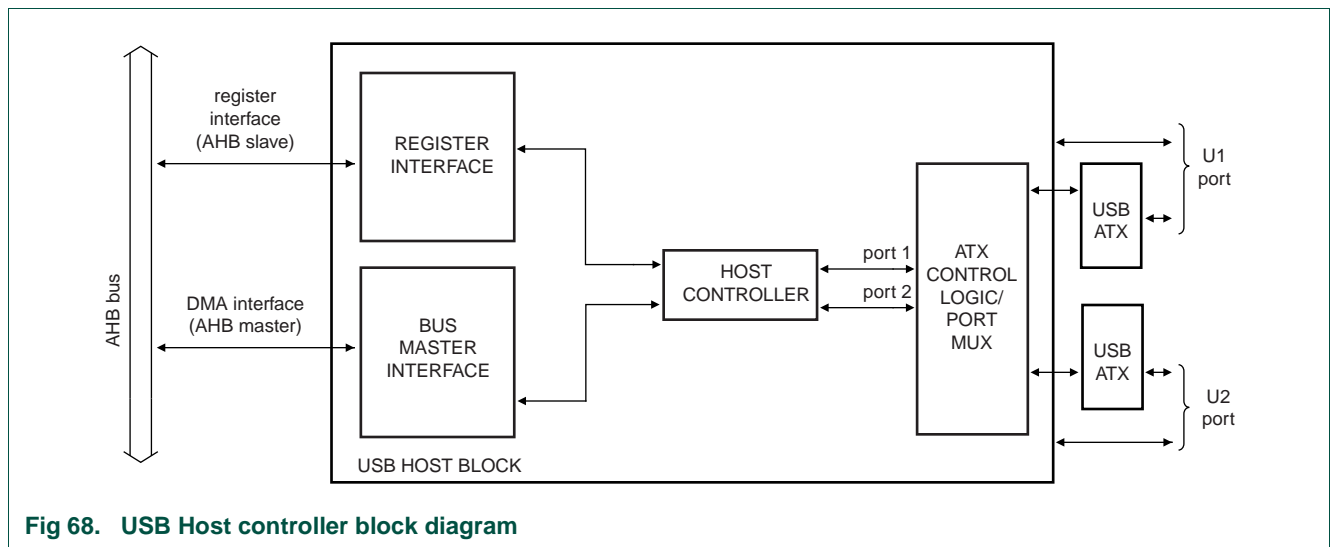 AHB bus
register
interface
(AHB slave)
DMA interface
(AHB master)
REGISTER
INTERFACE
BUS
MASTER
INTERFACE
USB HOST BLOCK
HOST
CONTROLLER
port 1
port 2
ATX
CONTROL
LOGIC/
PORT
MUX
USB
ATX
U1
port
USB
ATX
U2
port
Fig 68. USB Host controller block diagram